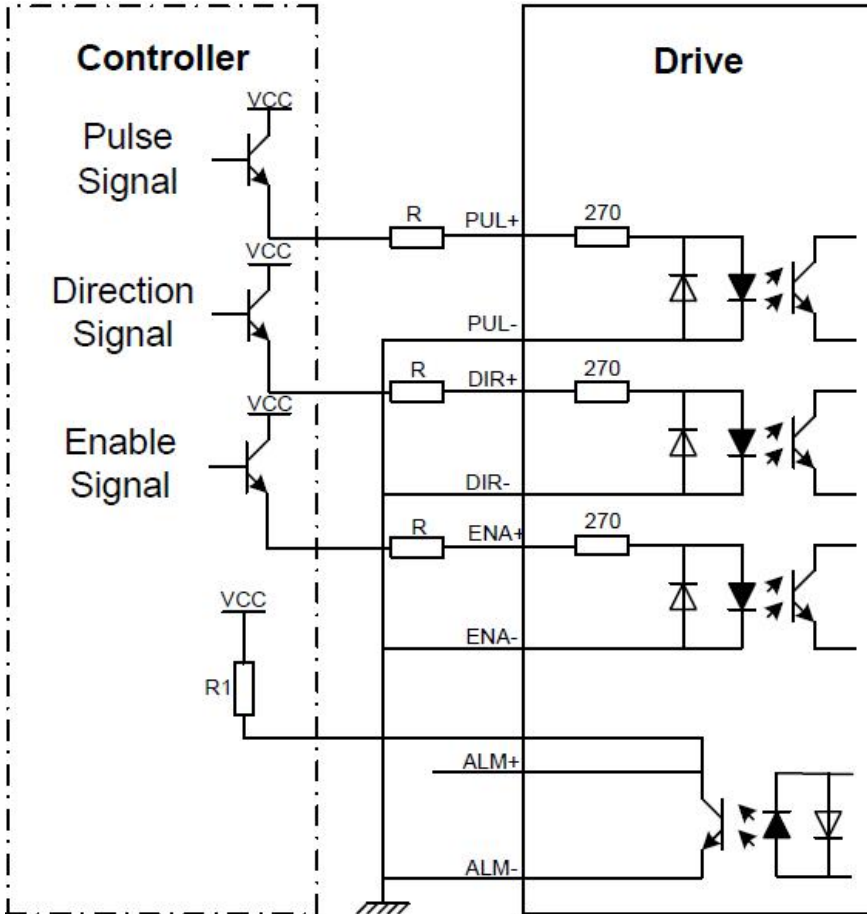 Controller
Drive
VCC
Pulse
Signal
R
PUL+
270
VCC
Direction
Signal
PUL-
R
DIR+
270
VCC
Enable
Signal
DIR-
R
ENA+
270
VCC
ENA-
R1
ALM+
ALM-